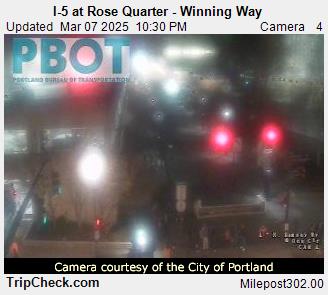 I-5 at Rose Quarter - Winning Way
Updated Mar 07 2025 10:30 PM Camera 4
PBOT
PORTLAND BUREAU OF TRANSPORTATION
Camera courtesy of the City of Portland
TripCheck.com Milepost302.00